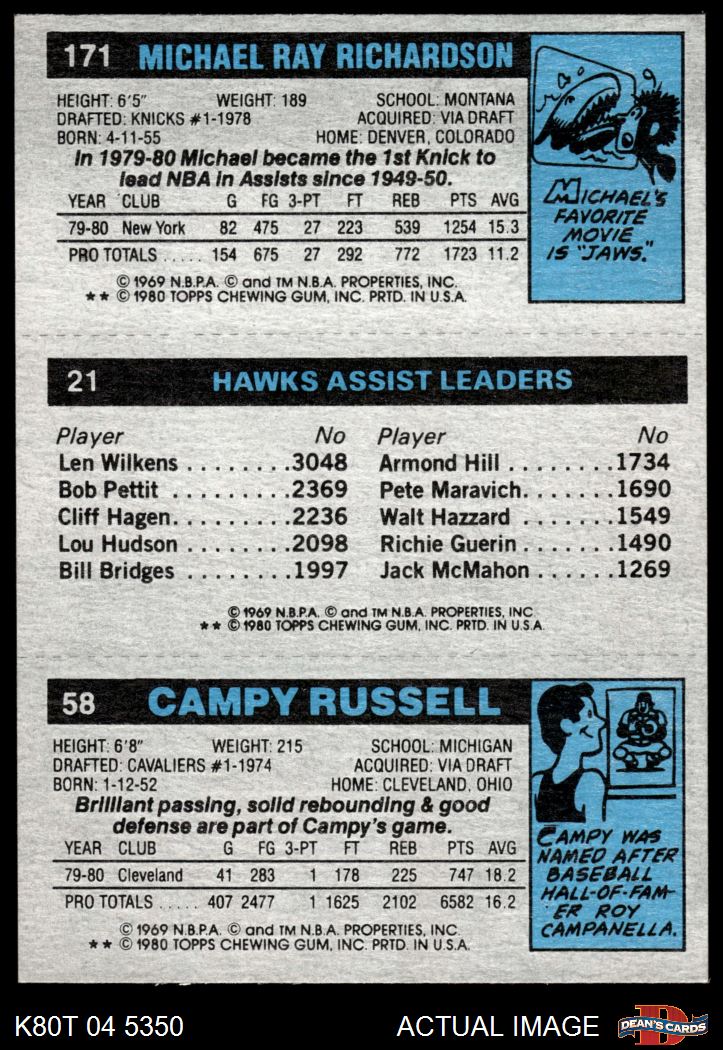 171 MICHAEL RAY RICHARDSON
HEIGHT: 6'5" WEIGHT: 189 SCHOOL: MONTANA
DRAFTED: KNICKS #1-1978 ACQUIRED: VIA DRAFT
BORN: 4-11-55 HOME: DENVER, COLORADO
In 1979-80 Michael became the 1st Knick to
lead NBA in Assists since 1949-50.
YEAR CLUB G FG 3-PT FT REB PTS AVG
79-80 New York 82 475 27 223 539 1254 15.3
PRO TOTALS ..... 154 675 27 292 772 1723 11.2
© 1969 N.B.P.A. © and TM N.B.A. PROPERTIES, INC.
** © 1980 TOPPS CHEWING GUM, INC. PRTD. IN U.S.A.
MICHAEL'S
FAVORITE
MOVIE
IS "JAWS."
21 HAWKS ASSIST LEADERS
Player No Player No
Len Wilkens ........3048 Armond Hill ........1734
Bob Pettit ........2369 Pete Maravich.......1690
Cliff Hagen.........2236 Walt Hazzard .......1549
Lou Hudson ........2098 Richie Guerin ......1490
Bill Bridges ........1997 Jack McMahon ......1269
© 1969 N.B.P.A. © and TM N.B.A. PROPERTIES, INC.
** © 1980 TOPPS CHEWING GUM, INC. PRTD. IN U.S.A.
58 CAMPY RUSSELL
HEIGHT: 6'8" WEIGHT: 215 SCHOOL: MICHIGAN
DRAFTED: CAVALIERS #1-1974 ACQUIRED: VIA DRAFT
BORN: 1-12-52 HOME: CLEVELAND, OHIO
Brilliant passing, solid rebounding & good
defense are part of Campy's game.
YEAR CLUB G FG 3-PT FT REB PTS AVG
79-80 Cleveland 41 283 1 178 225 747 18.2
PRO TOTALS ..... 407 2477 1 1625 2102 6582 16.2
© 1969 N.B.P.A. © and TM N.B.A. PROPERTIES, INC.
** © 1980 TOPPS CHEWING GUM, INC. PRTD. IN U.S.A.
CAMPY WAS
NAMED AFTER
BASEBALL
HALL-OF-FAM-
ER ROY
CAMPANELLA.
K80T 04 5350 ACTUAL IMAGE
D
DEAN'S CARDS